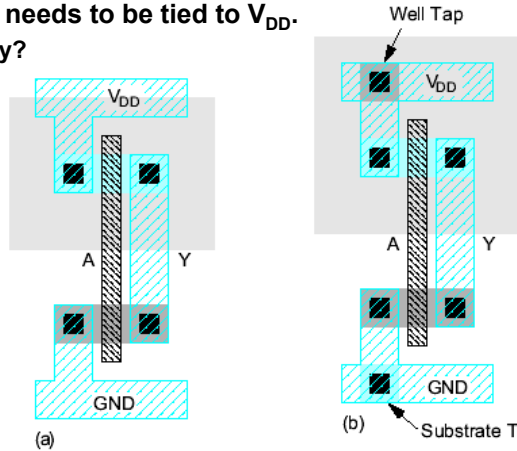 needs to be tied to VDD.
y?
Well Tap
VDD
VDD
A
Y
A
Y
GND
GND
(a)
(b)
Substrate T